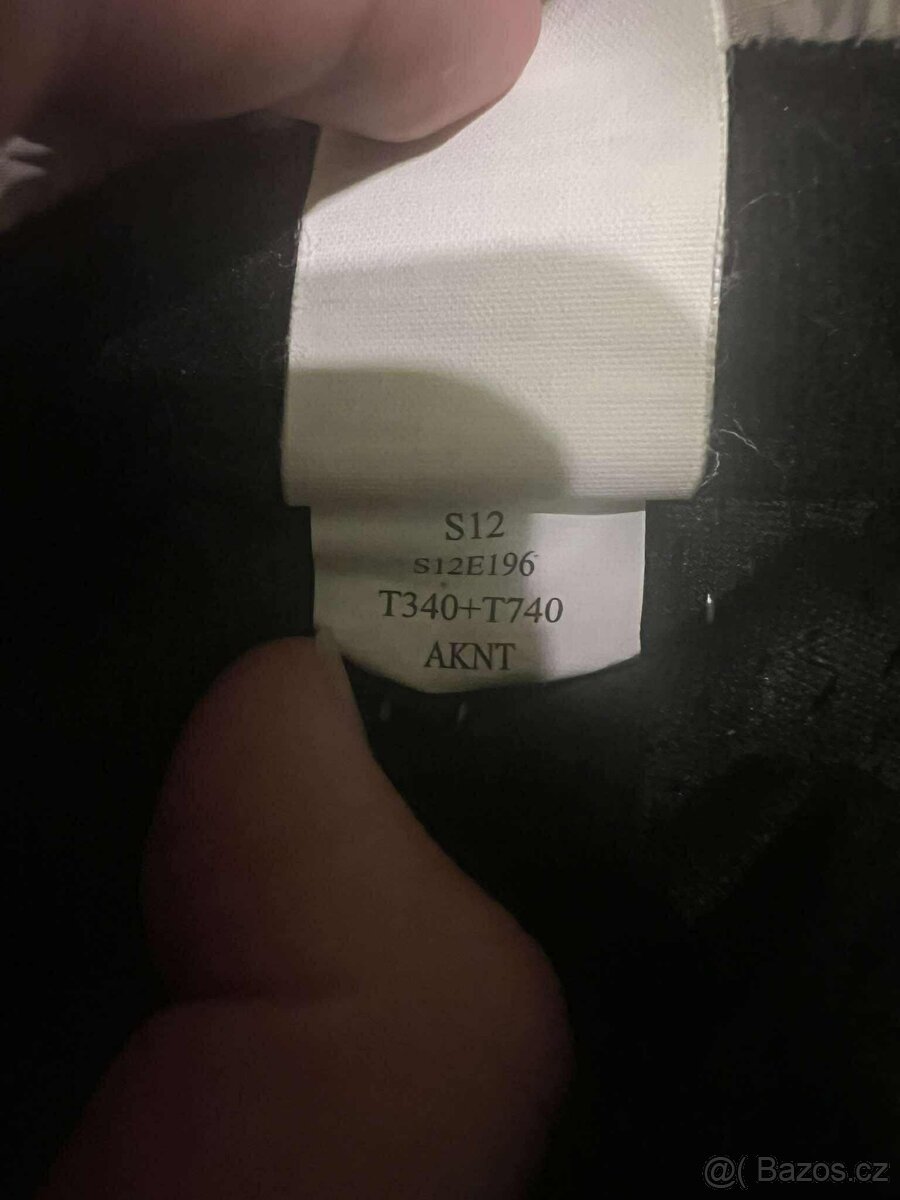 S12
S12E196
T340+T740
AKNT
@( Bazos.cz